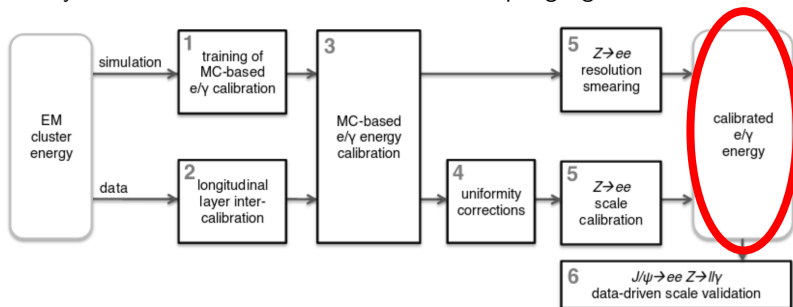 simulation
data
EM
cluster
energy
1
training of
MC-based
e/γ calibration
2
longitudinal
layer inter-
calibration
3
MC-based
e/γ energy
calibration
4
uniformity
corrections
5
Z→ee
resolution
smearing
5
Z→ee
scale
calibration
calibrated
e/γ
energy
6
J/ψ→ee Z→llγ
data-driven scale validation